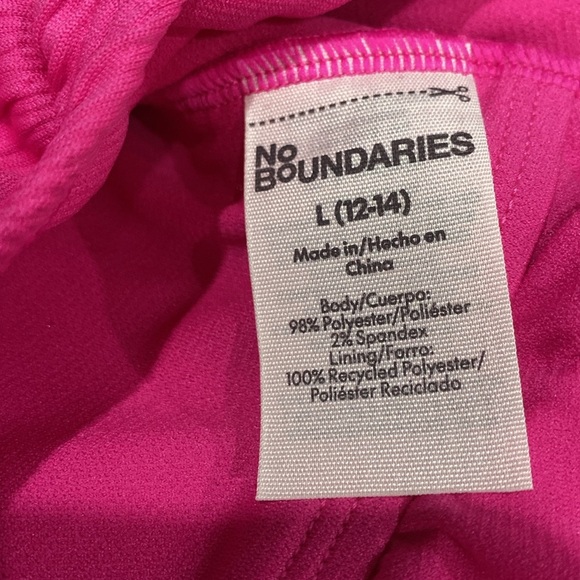 NO
BOUNDARIES
L (12-14)
Made in/Hecho en
China
Body/Cuerpo:
98% Polyester/Poliéster
2% Spandex
Lining/Forro:
100% Recycled Polyester/
Poliéster Reciclado